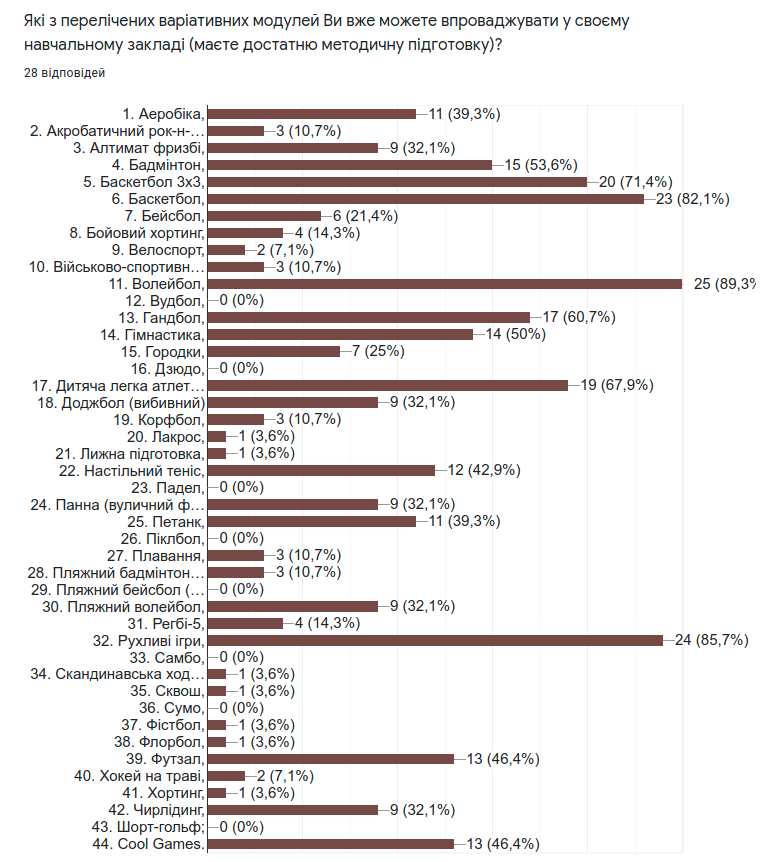 Які з перелічених варіативних модулей Ви вже можете впроваджувати у своєму
навчальному закладі (маєте достатню методичну підготовку)?
28 відповідей
1. Аеробіка, 11 (39,3%)
2. Акробатичний рок-н-... 3 (10,7%)
3. Алтимат фризбі, 9 (32,1%)
4. Бадмінтон, 15 (53,6%)
5. Баскетбол 3х3, 20 (71,4%)
6. Баскетбол, 23 (82,1%)
7. Бейсбол, 6 (21,4%)
8. Бойовий хортинг, 4 (14,3%)
9. Велоспорт, 2 (7,1%)
10. Військово-спортивн... 3 (10,7%)
11. Волейбол, 25 (89,3%
12. Вудбол, 0 (0%)
13. Гандбол, 17 (60,7%)
14. Гімнастика, 14 (50%)
15. Городки, 7 (25%)
16. Дзюдо, 0 (0%)
17. Дитяча легка атлет... 19 (67,9%)
18. Доджбол (вибивний) 9 (32,1%)
19. Корфбол, 3 (10,7%)
20. Лакрос, 1 (3,6%)
21. Лижна підготовка, 1 (3,6%)
22. Настільний теніс, 12 (42,9%)
23. Падел, 0 (0%)
24. Панна (вуличний ф... 9 (32,1%)
25. Петанк, 11 (39,3%)
26. Піклбол, 0 (0%)
27. Плавання, 3 (10,7%)
28. Пляжний бадмінтон... 3 (10,7%)
29. Пляжний бейсбол (... 0 (0%)
30. Пляжний волейбол, 9 (32,1%)
31. Регбі-5, 4 (14,3%)
32. Рухливі ігри, 24 (85,7%)
33. Самбо, 0 (0%)
34. Скандинавська ход... 1 (3,6%)
35. Сквош, 1 (3,6%)
36. Сумо, 0 (0%)
37. Фістбол, 1 (3,6%)
38. Флорбол, 1 (3,6%)
39. Футзал, 13 (46,4%)
40. Хокей на траві, 2 (7,1%)
41. Хортинг, 1 (3,6%)
42. Чирлідинг, 9 (32,1%)
43. Шорт-гольф; 0 (0%)
44. Cool Games. 13 (46,4%)